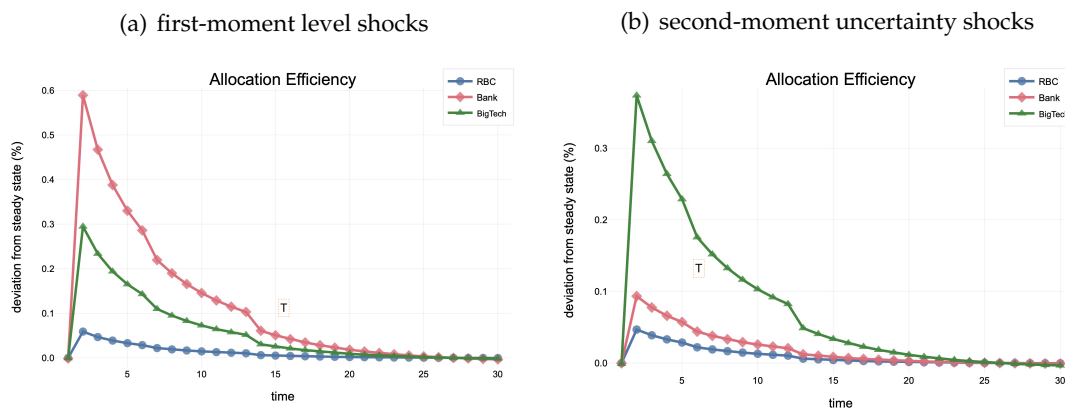 (a) first-moment level shocks
(b) second-moment uncertainty shocks
Allocation Efficiency
RBC
Bank
BigTech
deviation from steady state (%)
0.6
0.5
0.4
0.3
0.2
0.1
0.0
T
5
10
15
20
25
30
time
Allocation Efficiency
RBC
Bank
BigTech
deviation from steady state (%)
0.3
0.2
0.1
0.0
T
5
10
15
20
25
30
time